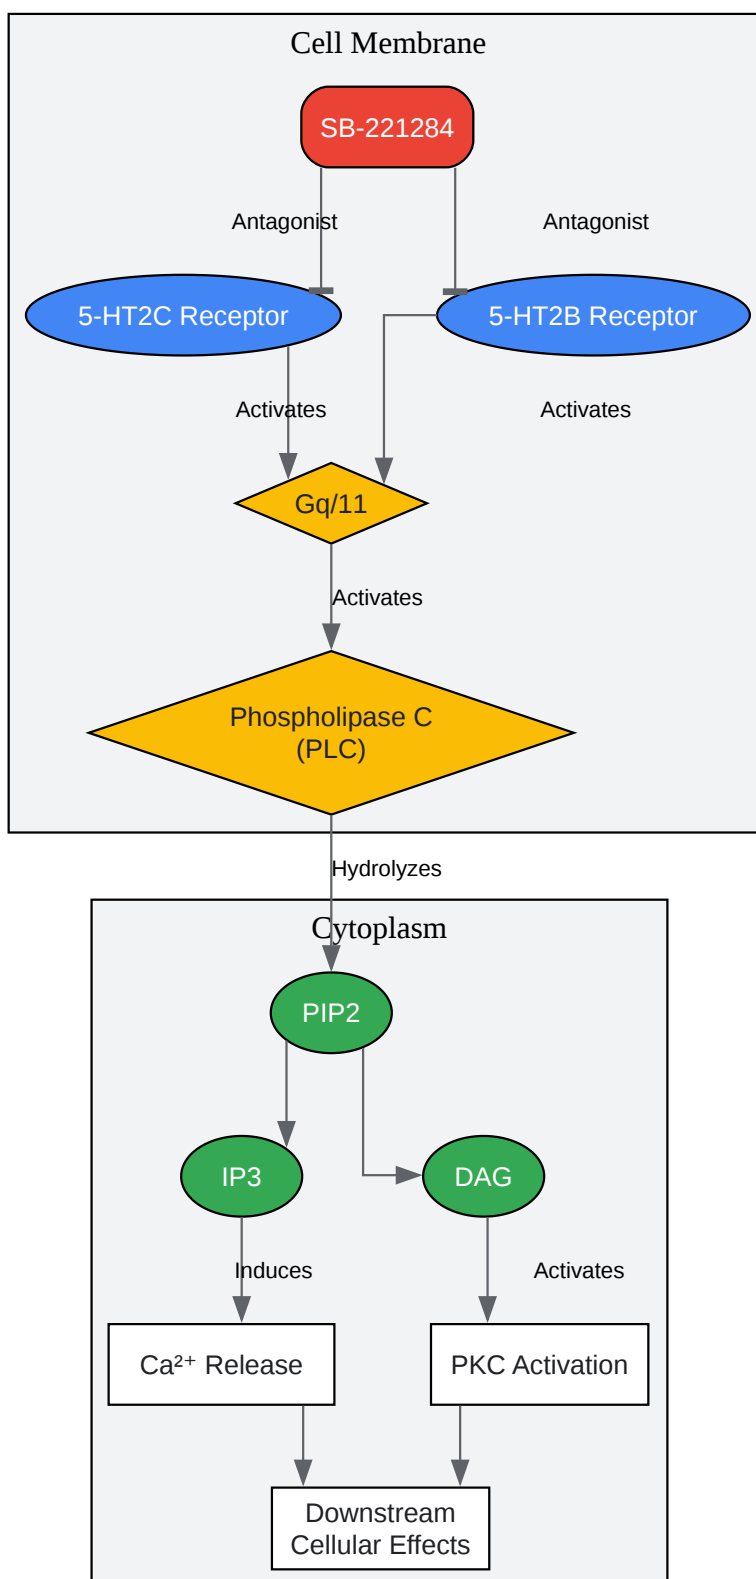 Cell Membrane
SB-221284
Antagonist
Antagonist
5-HT2C Receptor
5-HT2B Receptor
Activates
Activates
Gq/11
Activates
Phospholipase C
(PLC)
Hydrolyzes
Cytoplasm
PIP2
IP3
DAG
Induces
Activates
Ca²⁺ Release
PKC Activation
Downstream
Cellular Effects